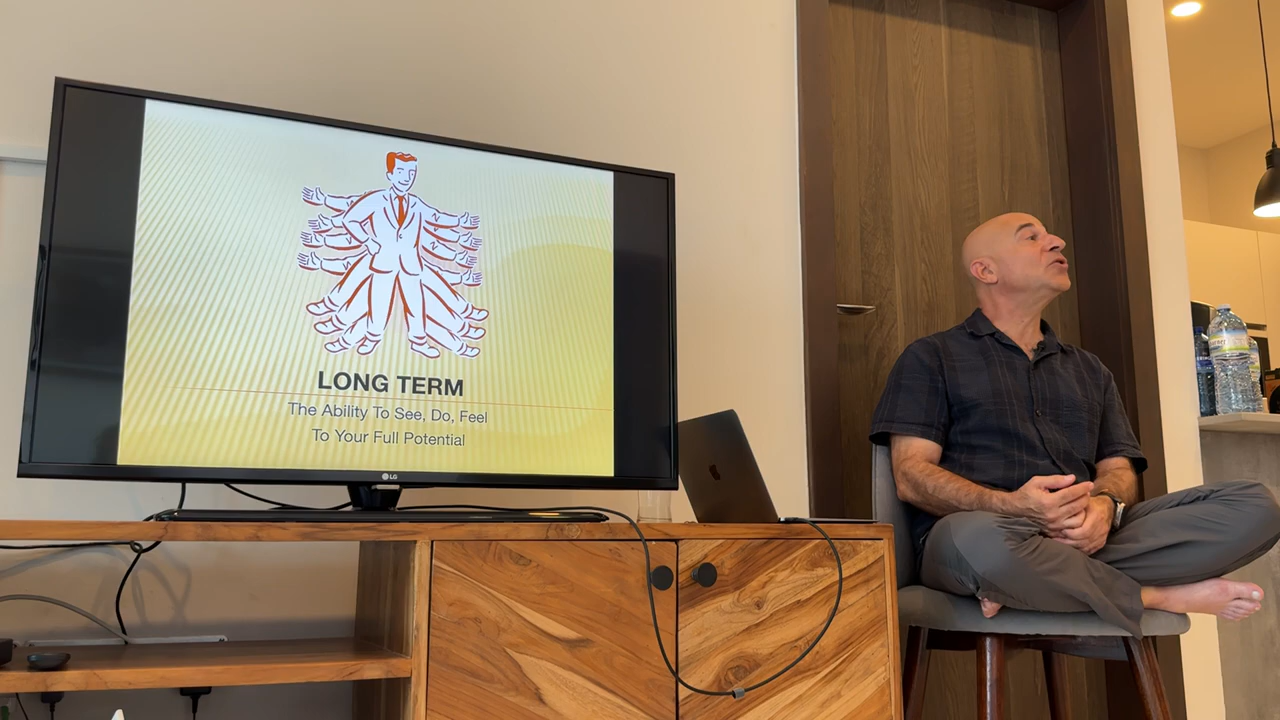 LONG TERM
The Ability To See, Do, Feel
To Your Full Potential
LG